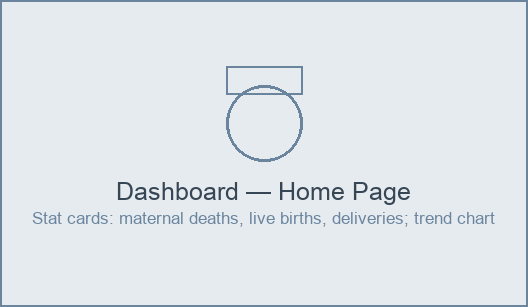 Dashboard — Home Page
Stat cards: maternal deaths, live births, deliveries; trend chart